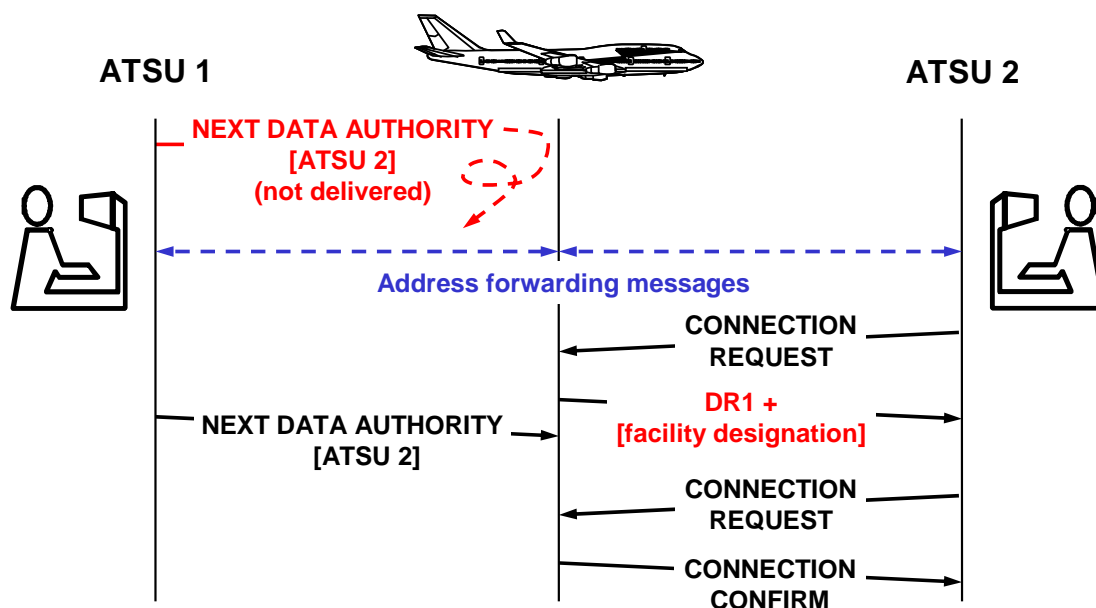 ATSU 1
ATSU 2
NEXT DATA AUTHORITY
[ATSU 2]
(not delivered)
Address forwarding messages
CONNECTION
REQUEST
DR1 +
[facility designation]
NEXT DATA AUTHORITY
[ATSU 2]
CONNECTION
REQUEST
CONNECTION
CONFIRM